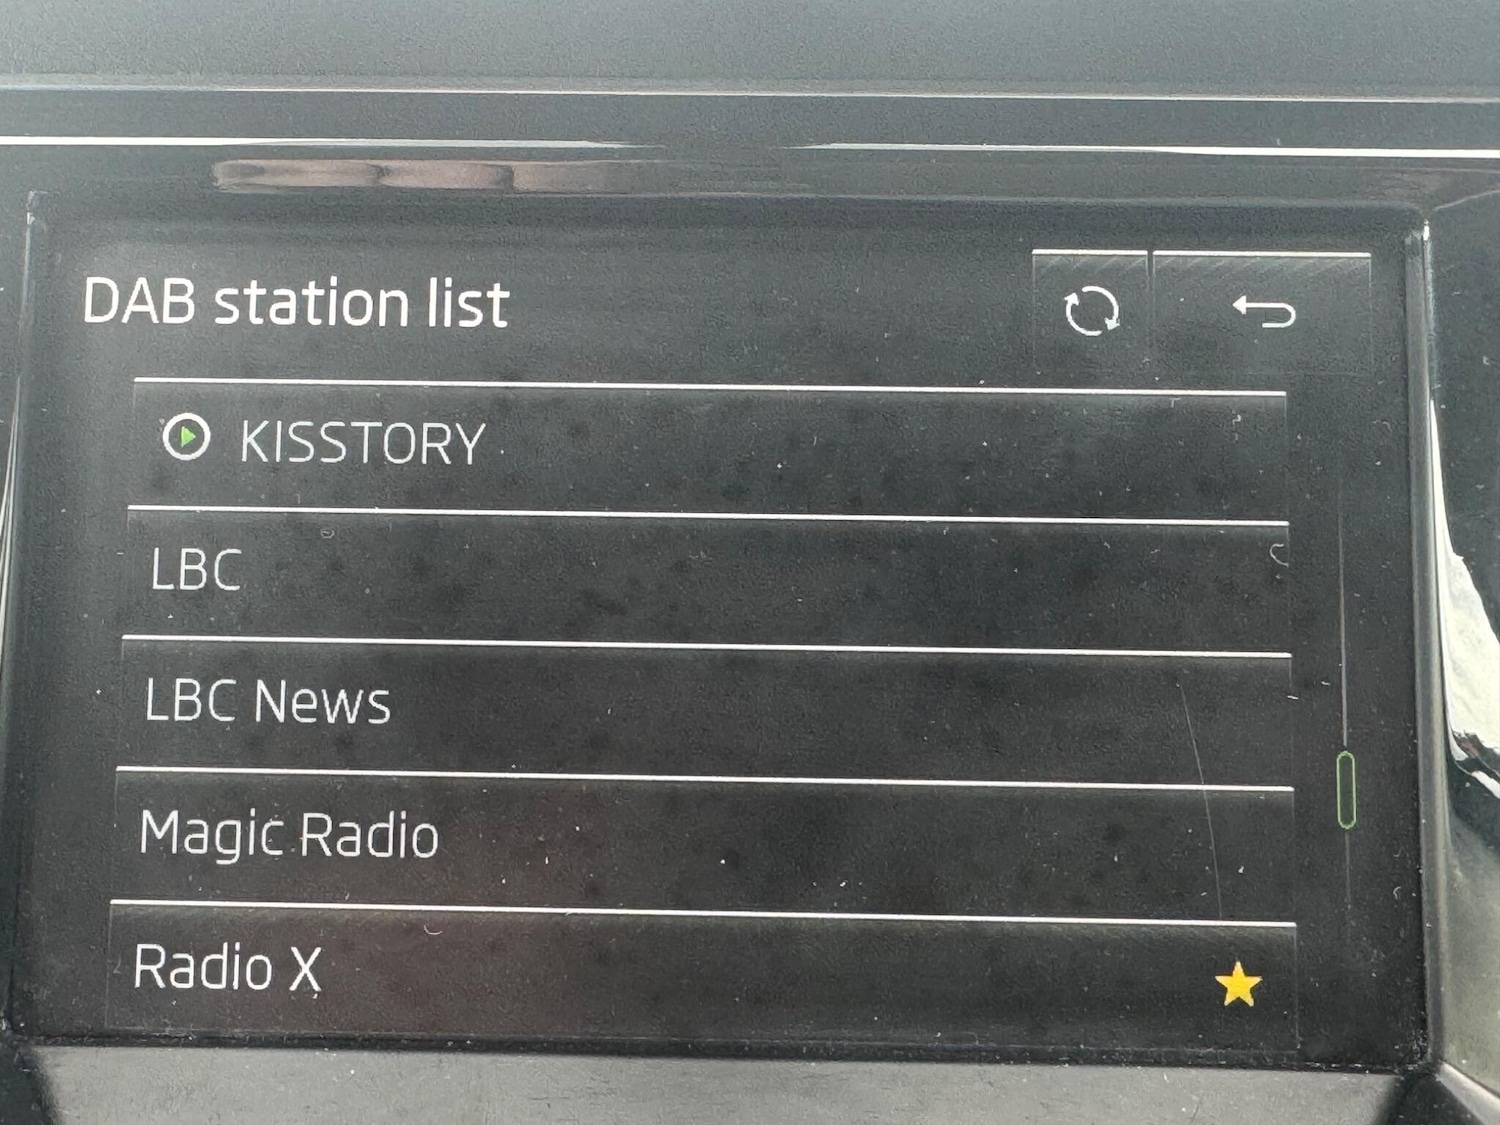 DAB station list
KISSTORY
LBC
LBC News
Magic Radio
Radio X